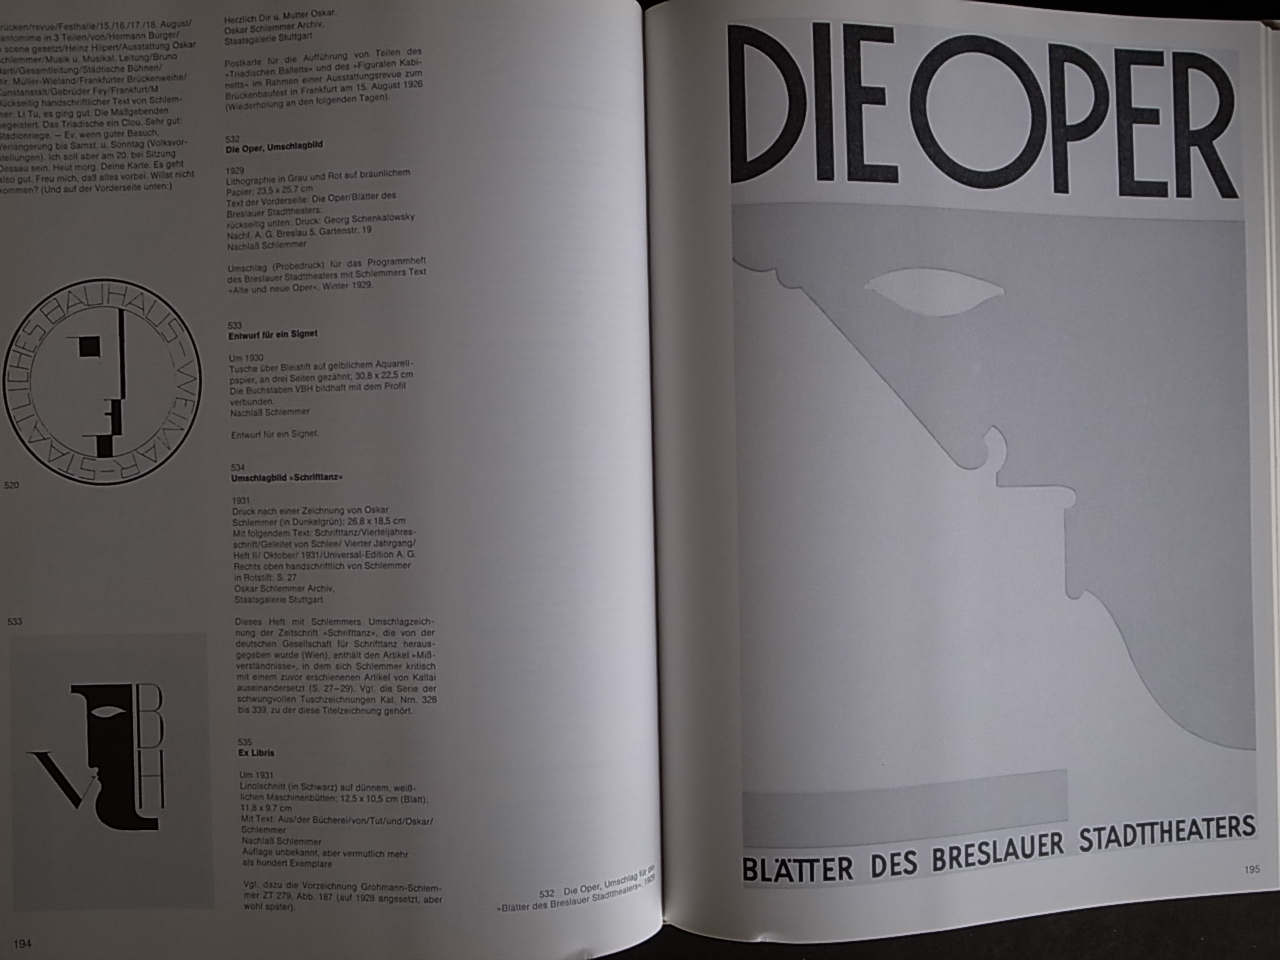 rücken/revue/Festhalle/15./16./17./18. August/
antomime in 3 Teilen/von/Hermann Burger/
scene gesetzt/Heinz Hilpert/Ausstattung Oskar
chlemmer/Musik u. Musikal. Leitung/Bruno
artl/Gesamtleitung/Städtische Bühnen/
Dir. Müller-Wieland/Frankfurter Brückenweihe/
Kunstanstalt/Gebrüder Fey/Frankfurt/M
Rückseitig handschriftlicher Text von Schlem-
mer: Li Tu, es ging gut. Die Maßgebenden
begeistert. Das Triadische ein Clou. Sehr gut:
Stadionriege. – Ev. wenn guter Besuch,
Verlängerung bis Samst. u. Sonntag (Volksvor-
stellungen). Ich soll aber am 20. bei Sitzung
Dessau sein. Heut morg. Deine Karte. Es geht
also gut. Freu mich, daß alles vorbei. Willst nicht
kommen? (Und auf der Vorderseite unten:)
STAATLICHES BAUHAUS–WEIMAR–
520
533
V B H
194
Herzlich Dir u. Mutter Oskar.
Oskar Schlemmer Archiv,
Staatsgalerie Stuttgart
Postkarte für die Aufführung von Teilen des
»Triadischen Balletts« und des »Figuralen Kabi-
netts« im Rahmen einer Ausstattungsrevue zum
Brückenbaufest in Frankfurt am 15. August 1926
(Wiederholung an den folgenden Tagen).
532
Die Oper, Umschlagbild
1929
Lithographie in Grau und Rot auf bräunlichem
Papier; 23,5 x 25,7 cm
Text der Vorderseite: Die Oper/Blätter des
Breslauer Stadttheaters;
rückseitig unten: Druck: Georg Schenkalowsky
Nachf. A. G. Breslau 5, Gartenstr. 19
Nachlaß Schlemmer
Umschlag (Probedruck) für das Programmheft
des Breslauer Stadttheaters mit Schlemmers Text
»Alte und neue Oper«, Winter 1929.
533
Entwurf für ein Signet
Um 1930
Tusche über Bleistift auf gelblichem Aquarell-
papier, an drei Seiten gezähnt; 30,8 x 22,5 cm
Die Buchstaben VBH bildhaft mit dem Profil
verbunden.
Nachlaß Schlemmer
Entwurf für ein Signet.
534
Umschlagbild »Schrifttanz«
1931
Druck nach einer Zeichnung von Oskar
Schlemmer (in Dunkelgrün); 26,8 x 18,5 cm
Mit folgendem Text: Schrifttanz/Vierteljahres-
schrift/Geleitet von Schlee/ Vierter Jahrgang/
Heft II/ Oktober/ 1931/Universal-Edition A. G.
Rechts oben handschriftlich von Schlemmer
in Rotstift: S. 27
Oskar Schlemmer Archiv,
Staatsgalerie Stuttgart
Dieses Heft mit Schlemmers Umschlagzeich-
nung der Zeitschrift »Schrifttanz«, die von der
deutschen Gesellschaft für Schrifttanz heraus-
gegeben wurde (Wien), enthält den Artikel »Miß-
verständnisse«, in dem sich Schlemmer kritisch
mit einem zuvor erschienenen Artikel von Kallai
auseinandersetzt (S. 27–29). Vgl. die Serie der
schwungvollen Tuschzeichnungen Kat. Nrn. 328
bis 339, zu der diese Titelzeichnung gehört.
535
Ex Libris
Um 1931
Linolschnitt (in Schwarz) auf dünnem, weiß-
lichen Maschinenbütten; 12,5 x 10,5 cm (Blatt);
11,8 x 9,7 cm
Mit Text: Aus/der Bücherei/von/Tut/und/Oskar/
Schlemmer
Nachlaß Schlemmer
Auflage unbekannt, aber vermutlich mehr
als hundert Exemplare
Vgl. dazu die Vorzeichnung Grohmann-Schlem-
mer ZT 279, Abb. 187 (auf 1928 angesetzt, aber
wohl später).
532 Die Oper, Umschlag für die
»Blätter des Breslauer Stadttheaters«, 1929
DIE OPER
BLÄTTER DES BRESLAUER STADTTHEATERS
195